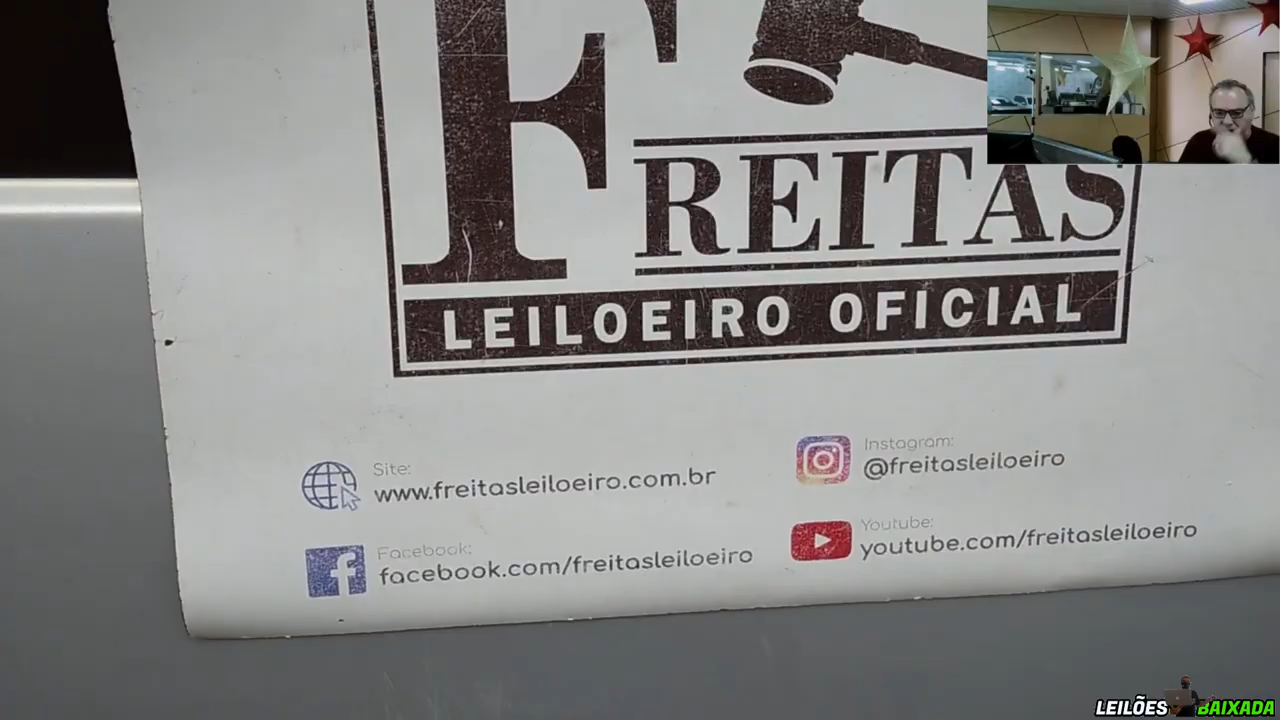 FREITAS
LEILOEIRO OFICIAL
Site:
www.freitasleiloeiro.com.br
Instagram:
@freitasleiloeiro
Facebook:
facebook.com/freitasleiloeiro
Youtube:
youtube.com/freitasleiloeiro
LEILÕES BAIXADA